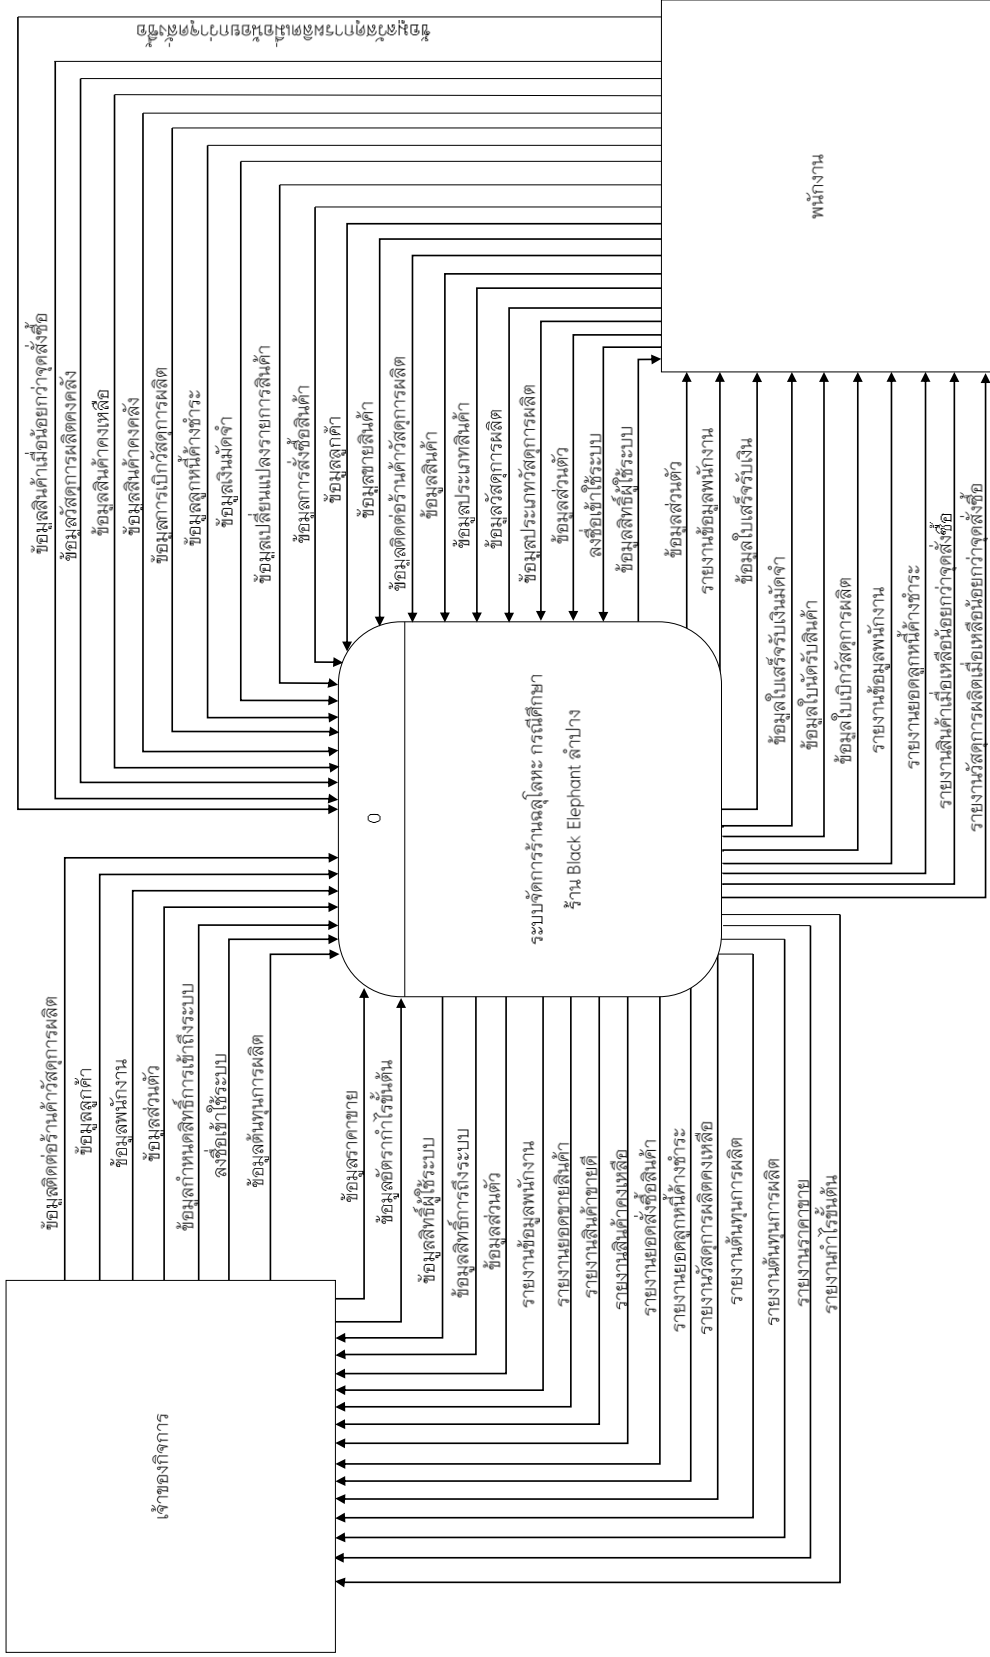 เจ้าของกิจการ
ข้อมูลติดต่อร้านค้าวัสดุการผลิต
ข้อมูลลูกค้า
ข้อมูลพนักงาน
ข้อมูลส่วนตัว
ข้อมูลกำหนดสิทธิ์การเข้าถึงระบบ
ลงชื่อเข้าใช้ระบบ
ข้อมูลต้นทุนการผลิต
ข้อมูลราคาขาย
ข้อมูลอัตรากำไรขั้นต้น
ข้อมูลสิทธิ์ผู้ใช้ระบบ
ข้อมูลสิทธิ์การถึงระบบ
ข้อมูลส่วนตัว
รายงานข้อมูลพนักงาน
รายงานยอดขายสินค้า
รายงานสินค้าขายดี
รายงานสินค้าคงเหลือ
รายงานยอดสั่งซื้อสินค้า
รายงานยอดลูกหนี้ค้างชำระ
รายงานวัสดุการผลิตคงเหลือ
รายงานต้นทุนการผลิต
รายงานต้นทุนการผลิต
รายงานราคาขาย
รายงานกำไรขั้นต้น
0
ระบบจัดการร้านฉลุโลหะ กรณีศึกษา
ร้าน Black Elephant ลำปาง
ข้อมูลวัสดุการผลิตเมื่อน้อยกว่าจุดสั่งซื้อ
ข้อมูลสินค้าเมื่อน้อยกว่าจุดสั่งซื้อ
ข้อมูลวัสดุการผลิตคงคลัง
ข้อมูลสินค้าคงเหลือ
ข้อมูลสินค้าคงคลัง
ข้อมูลการเบิกวัสดุการผลิต
ข้อมูลลูกหนี้ค้างชำระ
ข้อมูลเงินมัดจำ
ข้อมูลเปลี่ยนแปลงรายการสินค้า
ข้อมูลการสั่งซื้อสินค้า
ข้อมูลลูกค้า
ข้อมูลขายสินค้า
ข้อมูลติดต่อร้านค้าวัสดุการผลิต
ข้อมูลสินค้า
ข้อมูลประเภทสินค้า
ข้อมูลวัสดุการผลิต
ข้อมูลประเภทวัสดุการผลิต
ข้อมูลส่วนตัว
ลงชื่อเข้าใช้ระบบ
ข้อมูลสิทธิ์ผู้ใช้ระบบ
ข้อมูลส่วนตัว
รายงานข้อมูลพนักงาน
ข้อมูลใบเสร็จรับเงิน
ข้อมูลใบเสร็จรับเงินมัดจำ
ข้อมูลใบนัดรับสินค้า
ข้อมูลใบเบิกวัสดุการผลิต
รายงานข้อมูลพนักงาน
รายงานยอดลูกหนี้ค้างชำระ
รายงานสินค้าเมื่อเหลือน้อยกว่าจุดสั่งซื้อ
รายงานวัสดุการผลิตเมื่อเหลือน้อยกว่าจุดสั่งซื้อ
พนักงาน